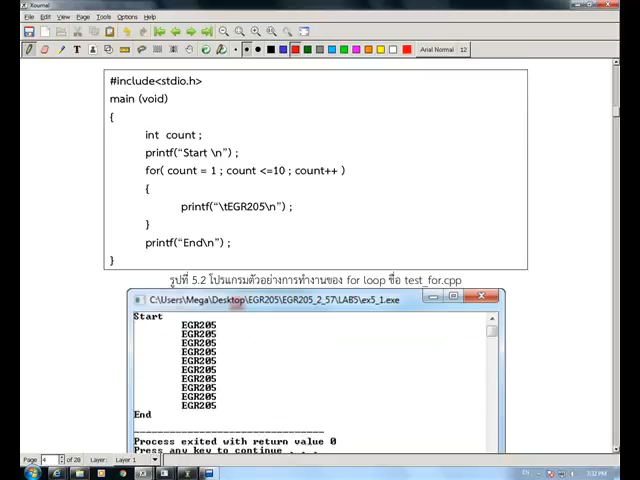 Xournal
File Edit View Page Tools Options Help
Arial Normal 12
#include<stdio.h>
main (void)
{
int count ;
printf(“Start \n”) ;
for( count = 1 ; count <=10 ; count++ )
{
printf(“\tEGR205\n”) ;
}
printf(“End\n”) ;
}
รูปที่ 5.2 โปรแกรมตัวอย่างการทำงานของ for loop ชื่อ test_for.cpp
C:\Users\Mega\Desktop\EGR205\EGR205_2_57\LAB5\ex5_1.exe
Start
EGR205
EGR205
EGR205
EGR205
EGR205
EGR205
EGR205
EGR205
EGR205
EGR205
End
Process exited with return value 0
Press any key to continue . . .
Page 4 of 28 Layer: Layer 1
EN 7:32 PM